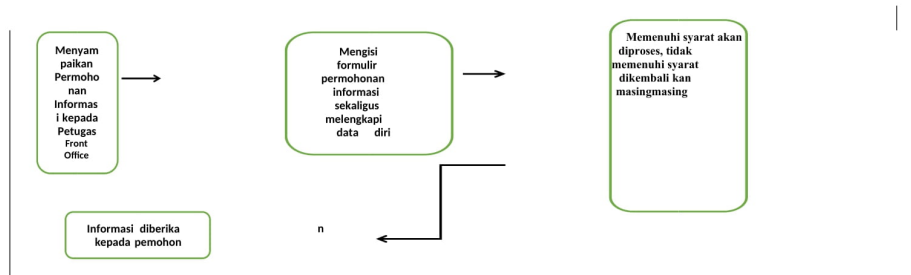 Menyam
paikan
Permoho
nan
Informas
i kepada
Petugas
Front
Office
Mengisi
formulir
permohonan
informasi
sekaligus
melengkapi
data diri
Memenuhi syarat akan
diproses, tidak
memenuhi syarat
dikembali kan
masingmasing
Informasi diberika
kepada pemohon
n